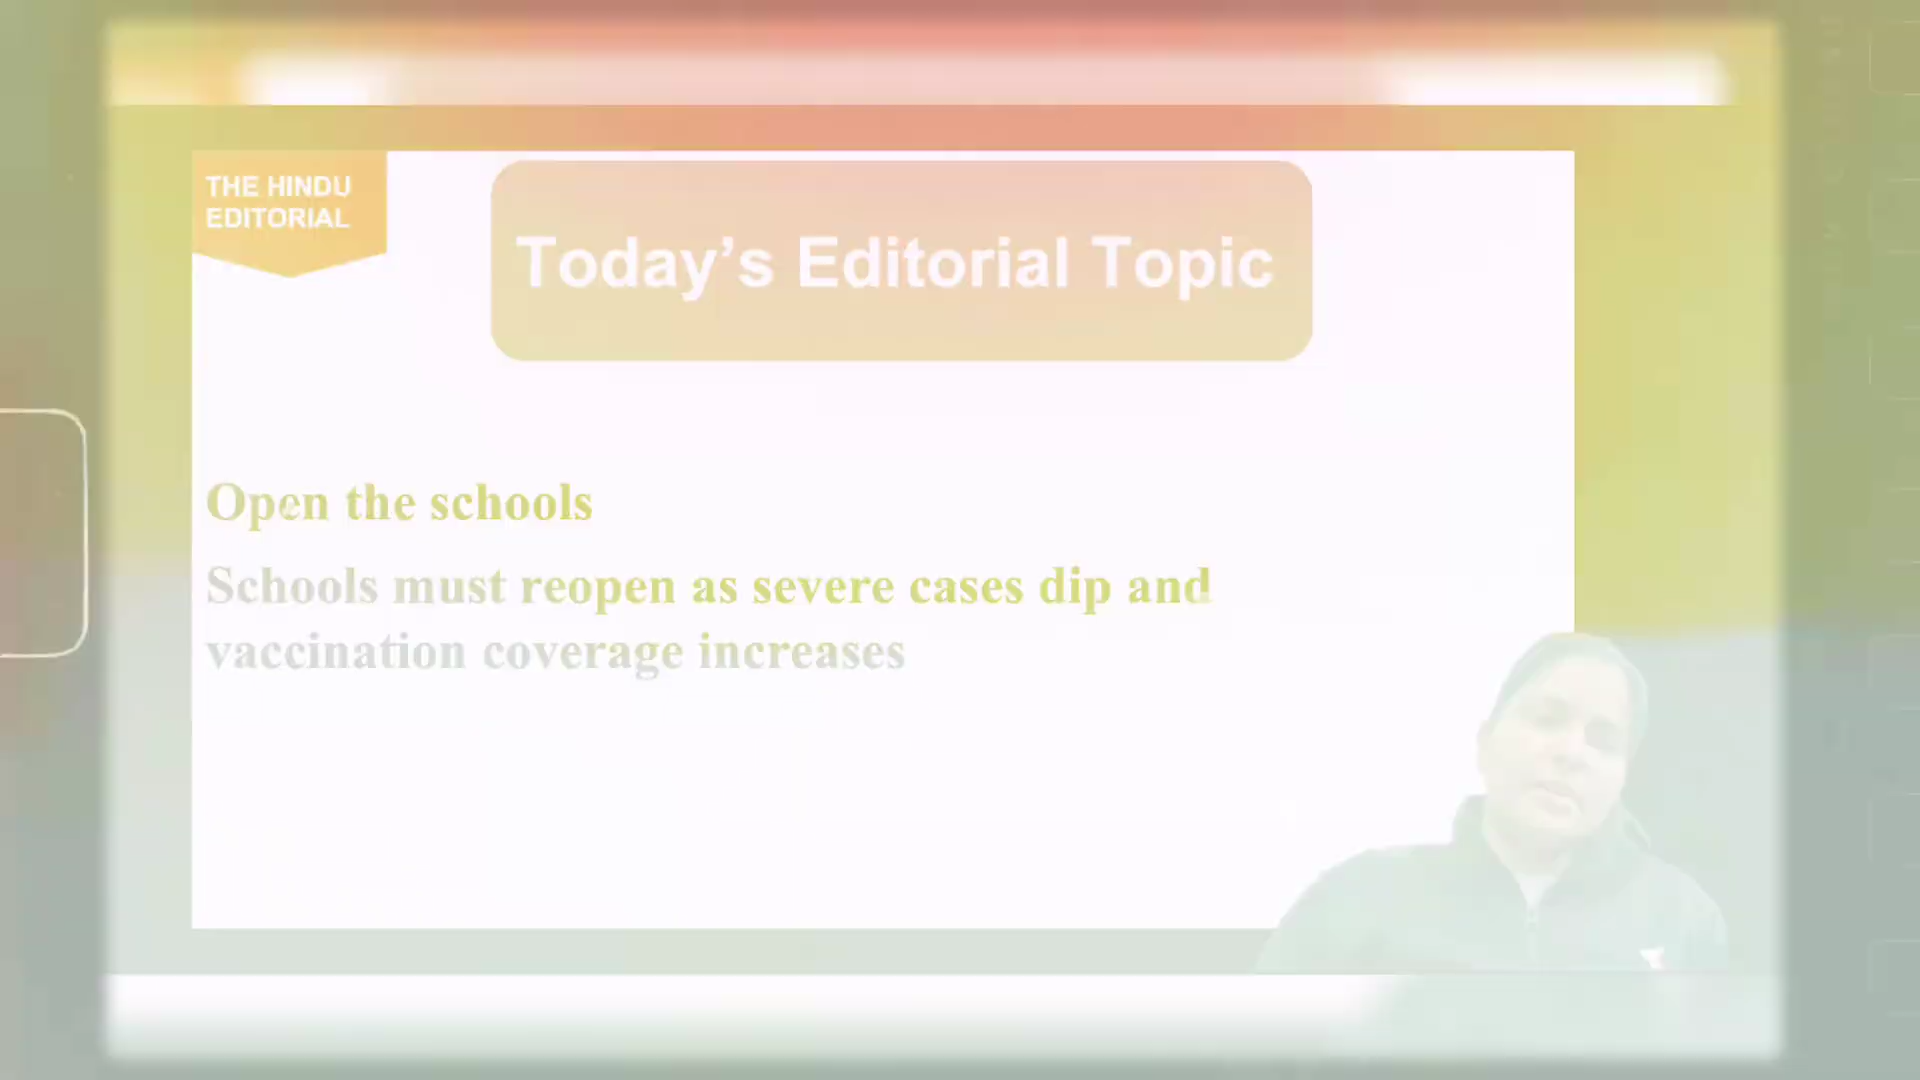 THE HINDU
EDITORIAL
Today's Editorial Topic
Open the schools
Schools must reopen as severe cases dip and
vaccination coverage increases